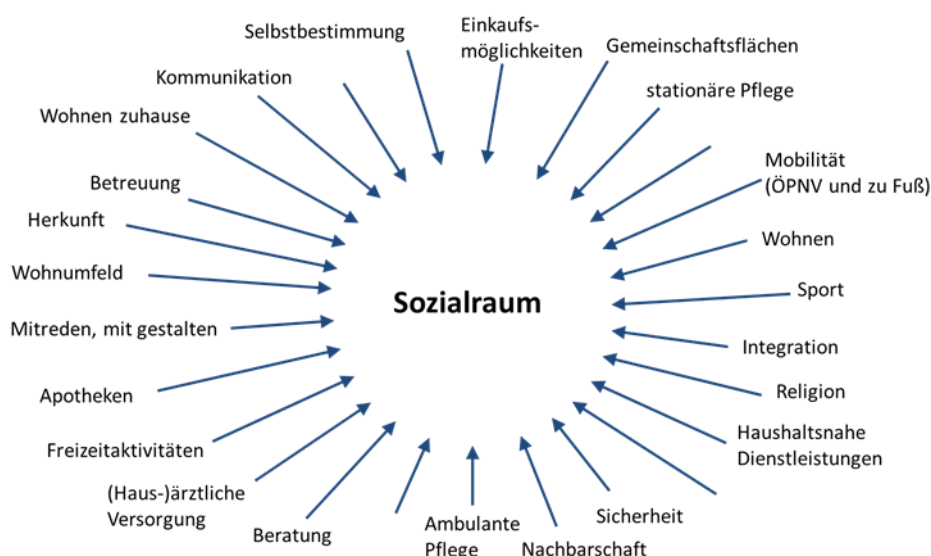 Selbstbestimmung
Einkaufs-
möglichkeiten
Gemeinschaftsflächen
Kommunikation
stationäre Pflege
Wohnen zuhause
Mobilität
(ÖPNV und zu Fuß)
Betreuung
Herkunft
Wohnen
Wohnumfeld
Sozialraum
Sport
Mitreden, mit gestalten
Integration
Apotheken
Religion
Freizeitaktivitäten
Haushaltsnahe
Dienstleistungen
(Haus-)ärztliche
Versorgung
Beratung
Ambulante
Pflege
Sicherheit
Nachbarschaft